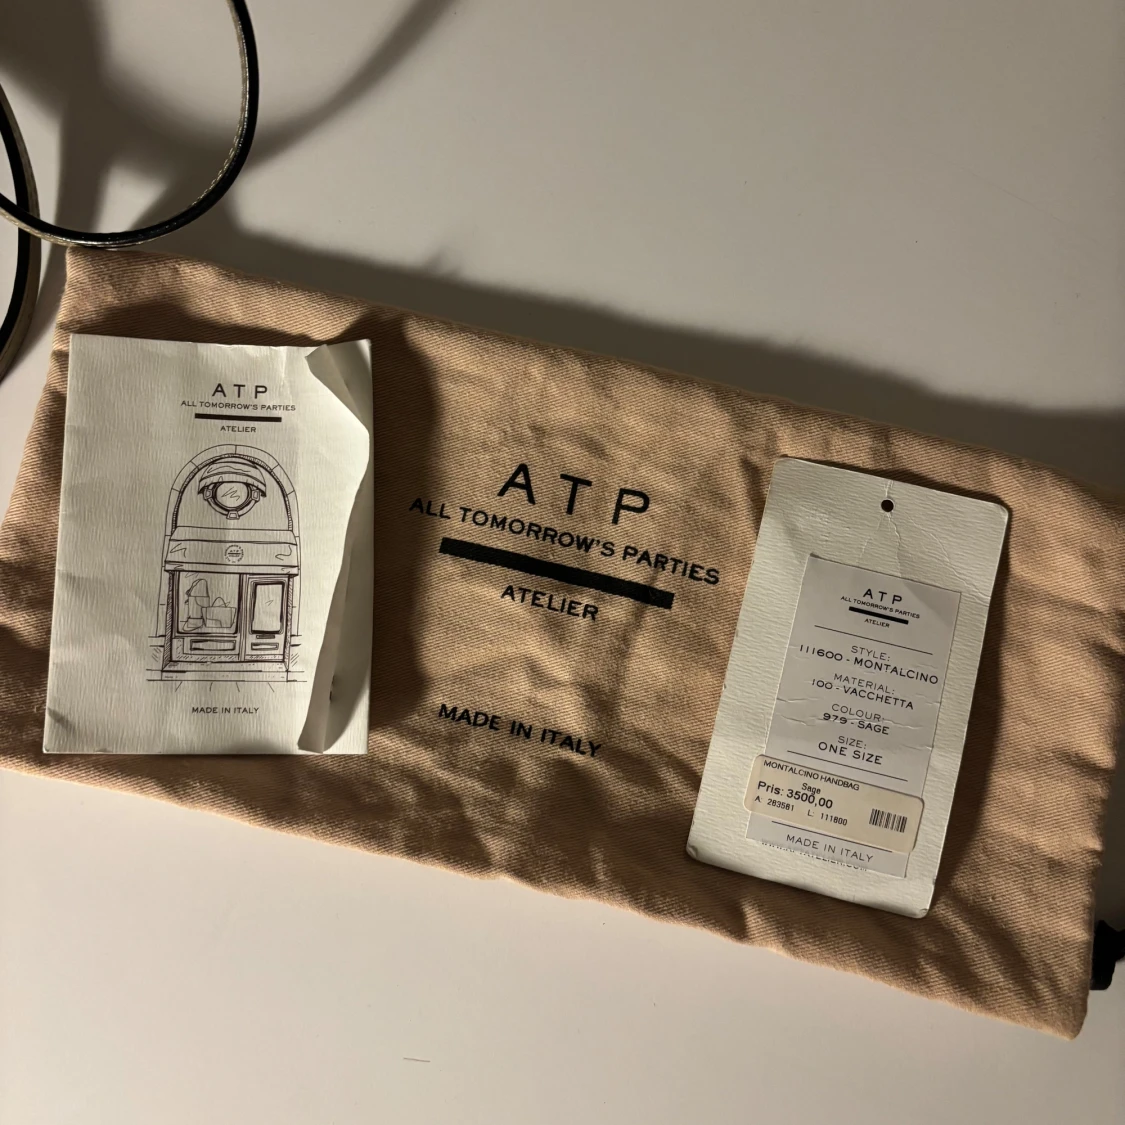 ATP
ALL TOMORROW'S PARTIES
ATELIER
MADE IN ITALY
ATP
ALL TOMORROW'S PARTIES
ATELIER
MADE IN ITALY
ATP
ALL TOMORROW'S PARTIES
ATELIER
STYLE:
111600 - MONTALCINO
MATERIAL:
100 - VACCHETTA
COLOUR:
979 - SAGE
SIZE:
ONE SIZE
MONTALCINO HANDBAG
Sage
Pris: 3500,00
A: 283581 L: 111600
MADE IN ITALY